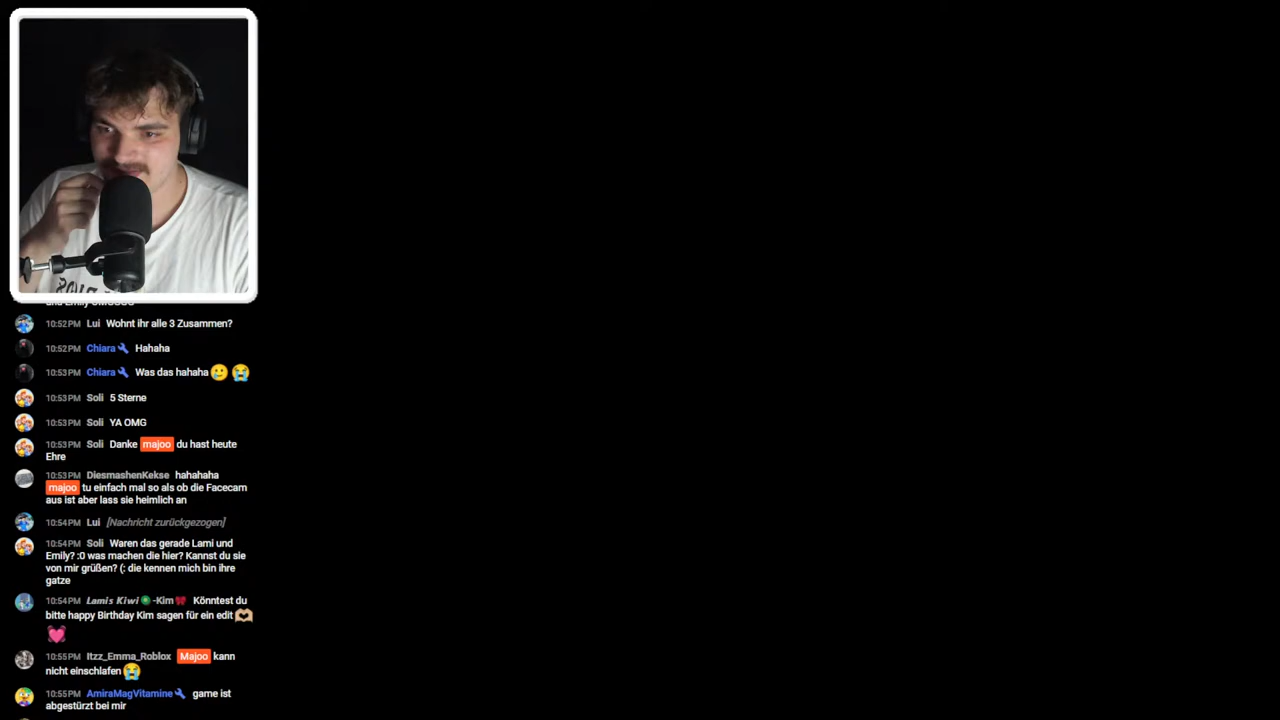 10:52PM Lui Wohnt ihr alle 3 Zusammen?
10:52PM Chiara Hahaha
10:53PM Chiara Was das hahaha 🥲 😭
10:53PM Soli 5 Sterne
10:53PM Soli YA OMG
10:53PM Soli Danke majoo du hast heute
Ehre
10:53PM DiesmashenKekse hahahaha
majoo tu einfach mal so als ob die Facecam
aus ist aber lass sie heimlich an
10:54PM Lui [Nachricht zurückgezogen]
10:54PM Soli Waren das gerade Lami und
Emily? :0 was machen die hier? Kannst du sie
von mir grüßen? (: die kennen mich bin ihre
gatze
10:54PM Lamis Kiwi🥝-Kim🎀 Könntest du
bitte happy Birthday Kim sagen für ein edit 🫶🏼
💓
10:55PM Itzz_Emma_Roblox Majoo kann
nicht einschlafen 😭
10:55PM AmiraMagVitamine game ist
abgestürzt bei mir